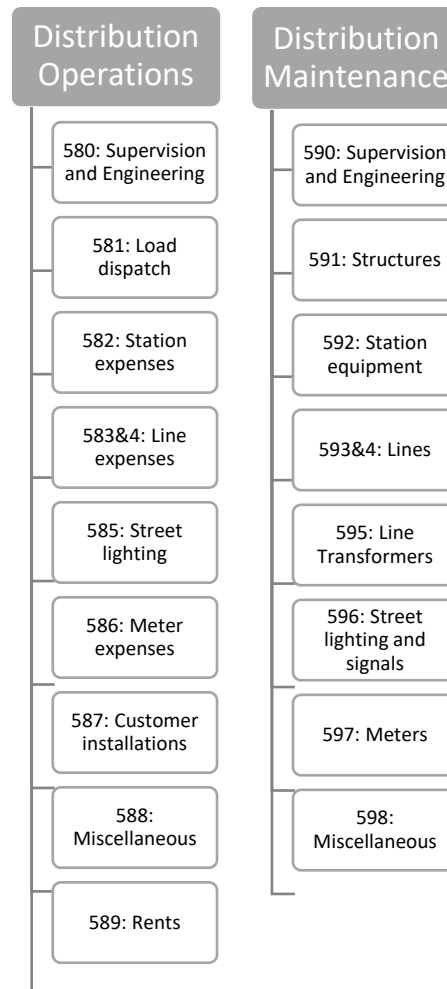 Distribution
Operations
580: Supervision
and Engineering
581: Load
dispatch
582: Station
expenses
583&4: Line
expenses
585: Street
lighting
586: Meter
expenses
587: Customer
installations
588:
Miscellaneous
589: Rents
Distribution
Maintenance
590: Supervision
and Engineering
591: Structures
592: Station
equipment
593&4: Lines
595: Line
Transformers
596: Street
lighting and
signals
597: Meters
598:
Miscellaneous